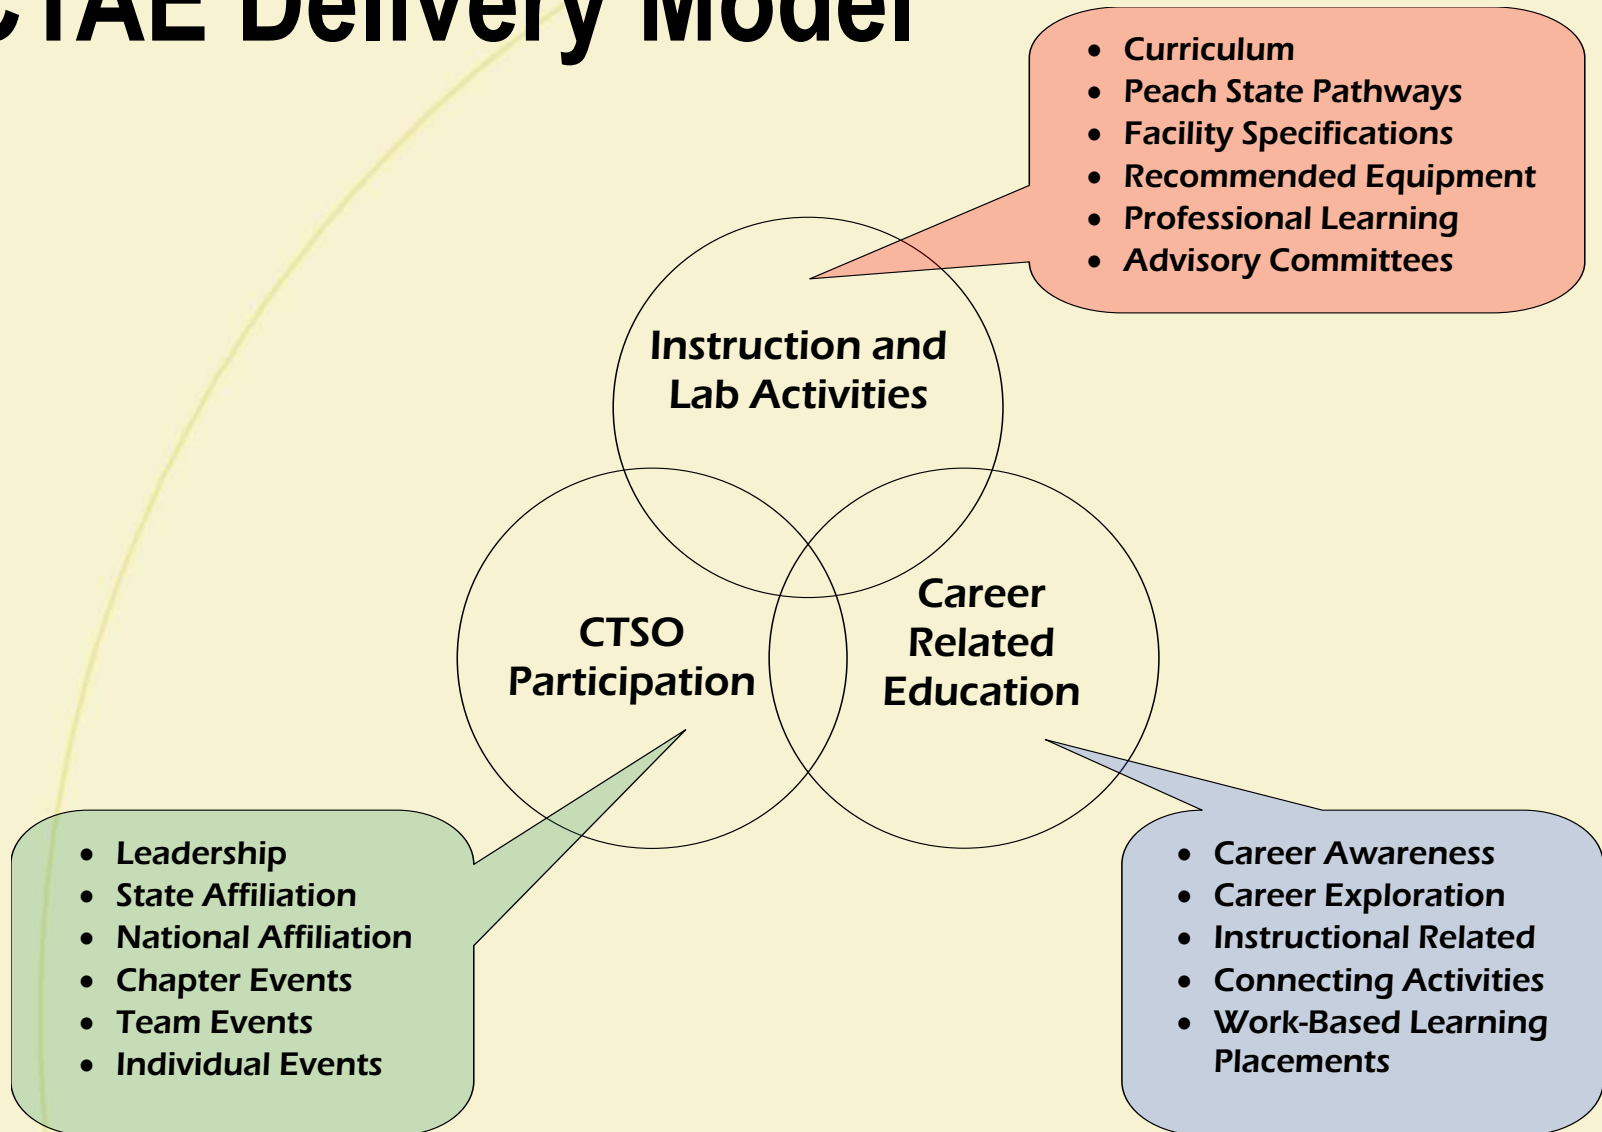 CTAE Delivery Model
• Curriculum
• Peach State Pathways
• Facility Specifications
• Recommended Equipment
• Professional Learning
• Advisory Committees
Instruction and
Lab Activities
CTSO
Participation
Career
Related
Education
• Leadership
• State Affiliation
• National Affiliation
• Chapter Events
• Team Events
• Individual Events
• Career Awareness
• Career Exploration
• Instructional Related
• Connecting Activities
• Work-Based Learning
Placements